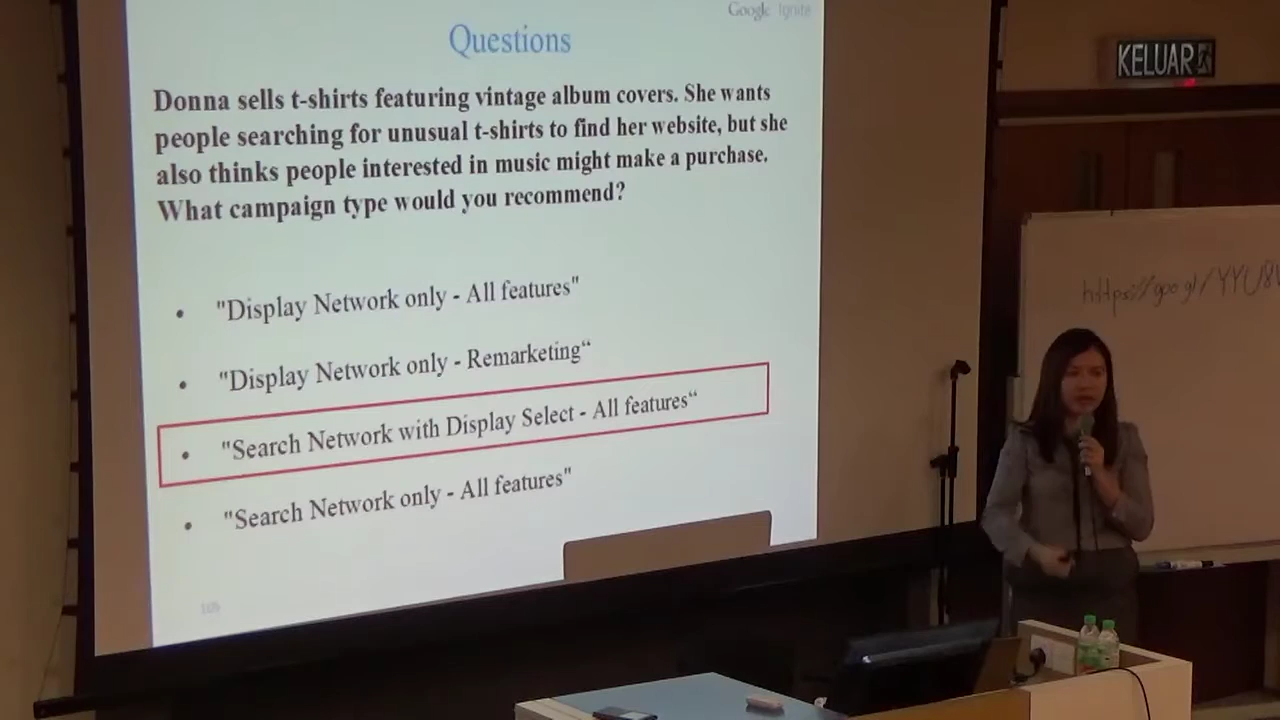 Google Ignite
Questions
Donna sells t-shirts featuring vintage album covers. She wants
people searching for unusual t-shirts to find her website, but she
also thinks people interested in music might make a purchase.
What campaign type would you recommend?
• "Display Network only - All features"
• "Display Network only - Remarketing“
• "Search Network with Display Select - All features“
• "Search Network only - All features"
KELUAR